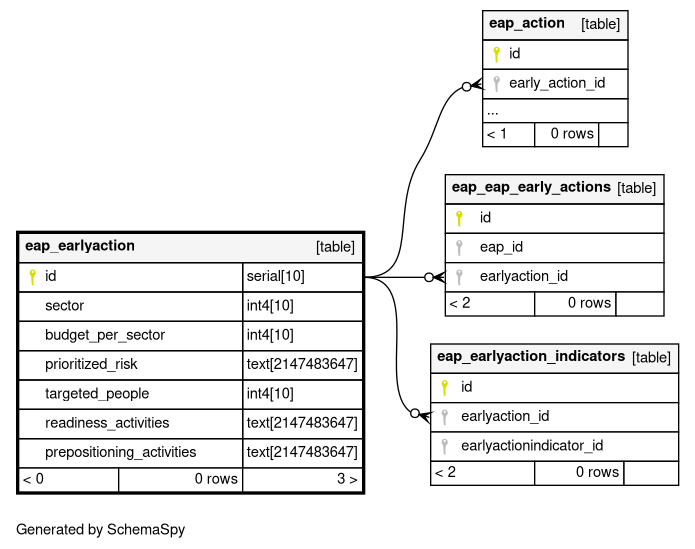 eap_action [table]
id
early_action_id
...
< 1 0 rows
eap_eap_early_actions [table]
id
eap_id
earlyaction_id
< 2 0 rows
eap_earlyaction [table]
id serial[10]
sector int4[10]
budget_per_sector int4[10]
prioritized_risk text[2147483647]
targeted_people int4[10]
readiness_activities text[2147483647]
prepositioning_activities text[2147483647]
< 0 0 rows 3 >
eap_earlyaction_indicators [table]
id
earlyaction_id
earlyactionindicator_id
< 2 0 rows
Generated by SchemaSpy